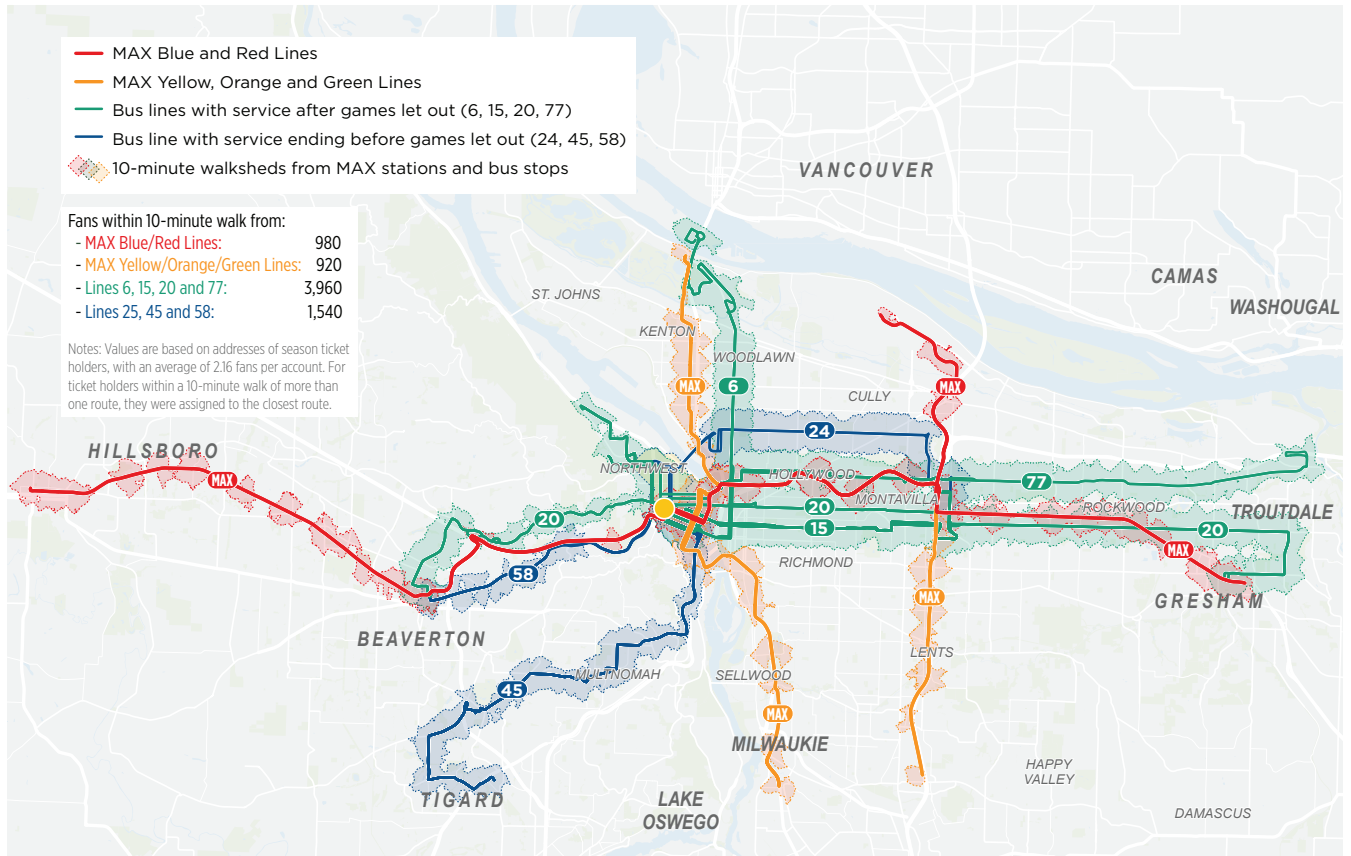 MAX Blue and Red Lines
MAX Yellow, Orange and Green Lines
Bus lines with service after games let out (6, 15, 20, 77)
Bus line with service ending before games let out (24, 45, 58)
10-minute walksheds from MAX stations and bus stops
Fans within 10-minute walk from:
- MAX Blue/Red Lines: 980
- MAX Yellow/Orange/Green Lines: 920
- Lines 6, 15, 20 and 77: 3,960
- Lines 25, 45 and 58: 1,540
Notes: Values are based on addresses of season ticket
holders, with an average of 2.16 fans per account. For
ticket holders within a 10-minute walk of more than
one route, they were assigned to the closest route.
VANCOUVER
CAMAS
WASHOUGAL
ST. JOHNS
KENTON
WOODLAWN
MAX
6
MAX
CULLY
24
HILLSBORO
MAX
NORTHWEST
HOLLYWOOD
77
MONTAVILLA
20
20
ROCKWOOD
TROUTDALE
15
20
MAX
RICHMOND
58
MAX
GRESHAM
BEAVERTON
LENTS
MULTNOMAH
SELLWOOD
45
MAX
MILWAUKIE
HAPPY
VALLEY
TIGARD
LAKE
OSWEGO
DAMASCUS